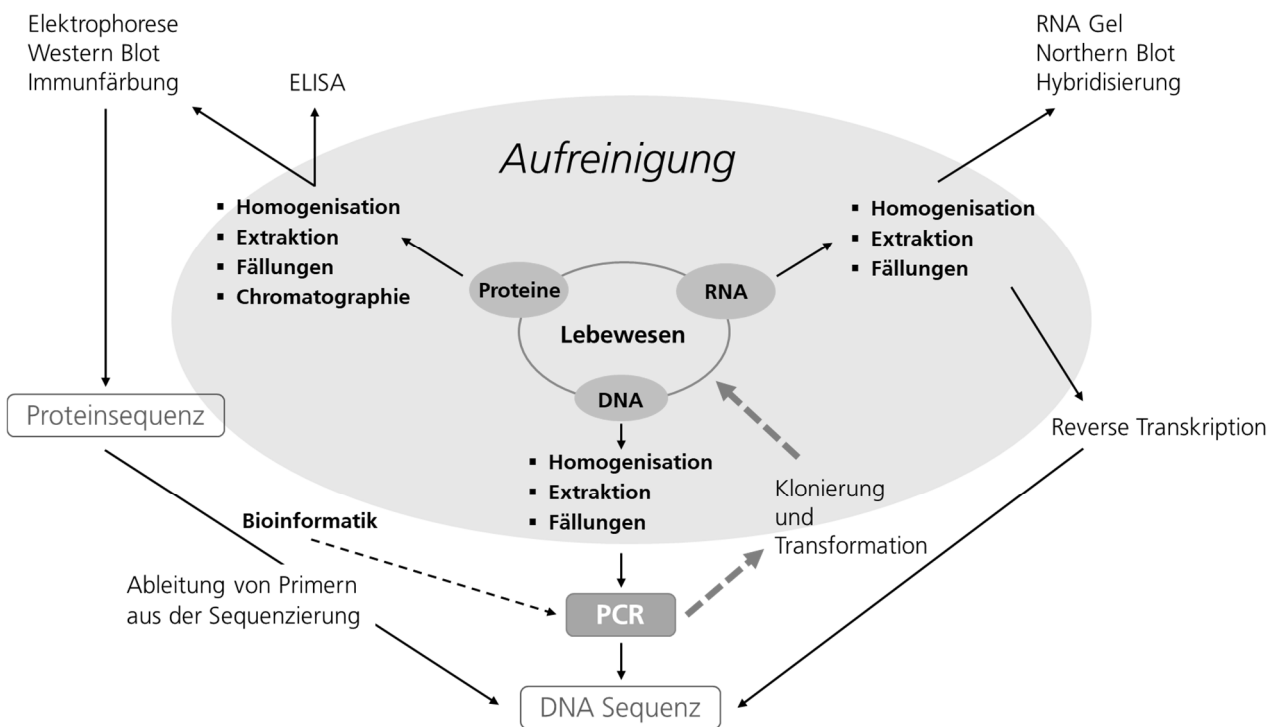 Elektrophorese
Western Blot
Immunfärbung
ELISA
RNA Gel
Northern Blot
Hybridisierung
Aufreinigung
▪ Homogenisation
▪ Extraktion
▪ Fällungen
▪ Chromatographie
▪ Homogenisation
▪ Extraktion
▪ Fällungen
Proteine
RNA
Lebewesen
DNA
Proteinsequenz
Reverse Transkription
▪ Homogenisation
▪ Extraktion
▪ Fällungen
Klonierung
und
Transformation
Bioinformatik
Ableitung von Primern
aus der Sequenzierung
PCR
DNA Sequenz